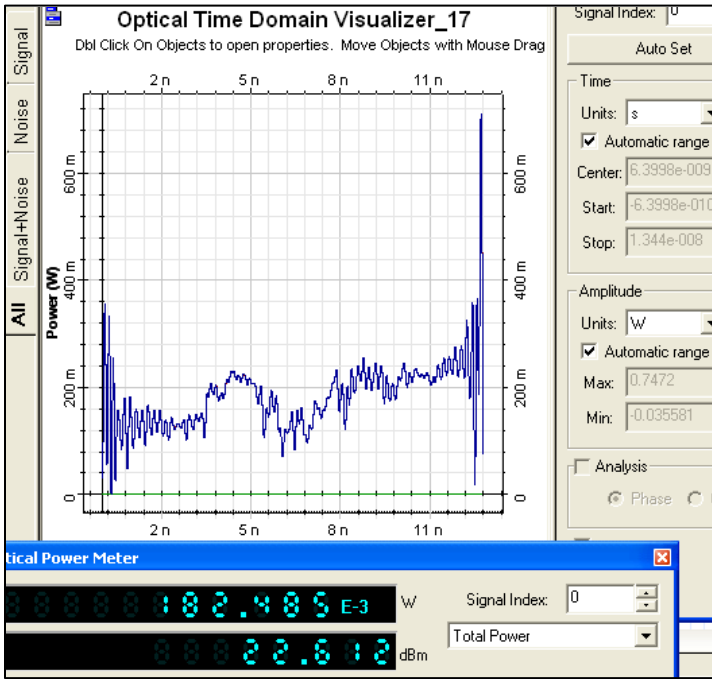 Optical Time Domain Visualizer_17
Dbl Click On Objects to open properties. Move Objects with Mouse Drag
Signal
Noise
Signal+Noise
All
2 n 5 n 8 n 11 n
Power (W)
600 m
400 m
200 m
0
600 m
400 m
200 m
0
2 n 5 n 8 n 11 n
Signal Index: 0
Auto Set
Time
Units: s
Automatic range
Center: 6.3998e-009
Start: -6.3998e-010
Stop: 1.344e-008
Amplitude
Units: W
Automatic range
Max: 0.7472
Min: -0.035581
Analysis
Phase
tical Power Meter
182.485 E-3 W
22.612 dBm
Signal Index: 0
Total Power